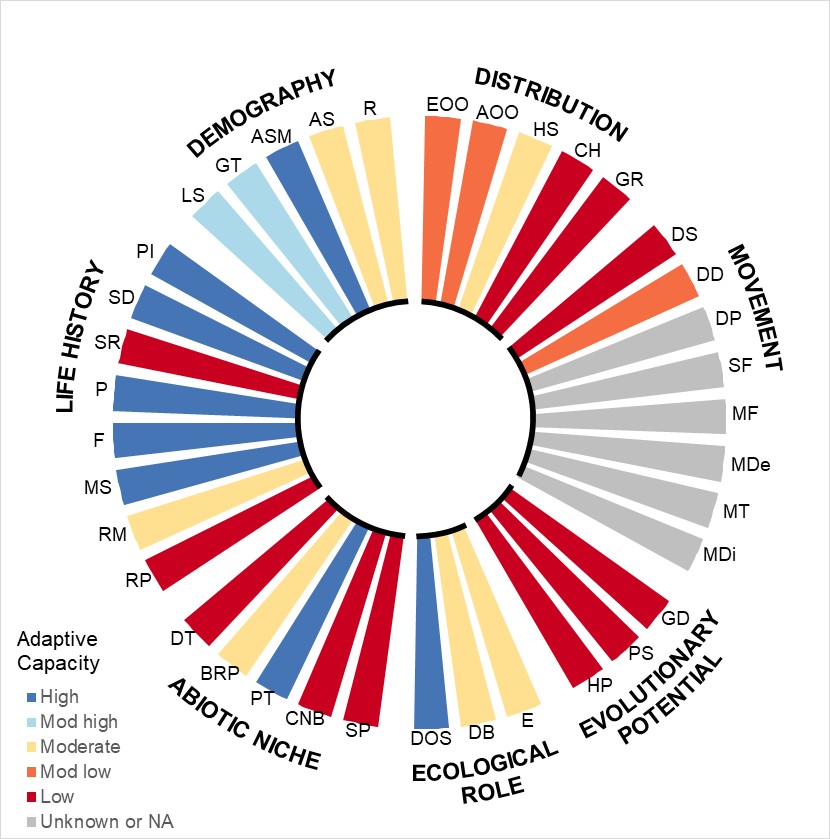 DEMOGRAPHY
DISTRIBUTION
R
AS
ASM
GT
LS
EOO
AOO
HS
CH
GR
MOVEMENT
DS
DD
DP
SF
MF
MDe
MT
MDi
LIFE HISTORY
PI
SD
SR
P
F
MS
RM
RP
EVOLUTIONARY
POTENTIAL
GD
PS
HP
ECOLOGICAL
ROLE
E
DB
DOS
ABIOTIC NICHE
SP
CNB
PT
BRP
DT
Adaptive
Capacity
High
Mod high
Moderate
Mod low
Low
Unknown or NA